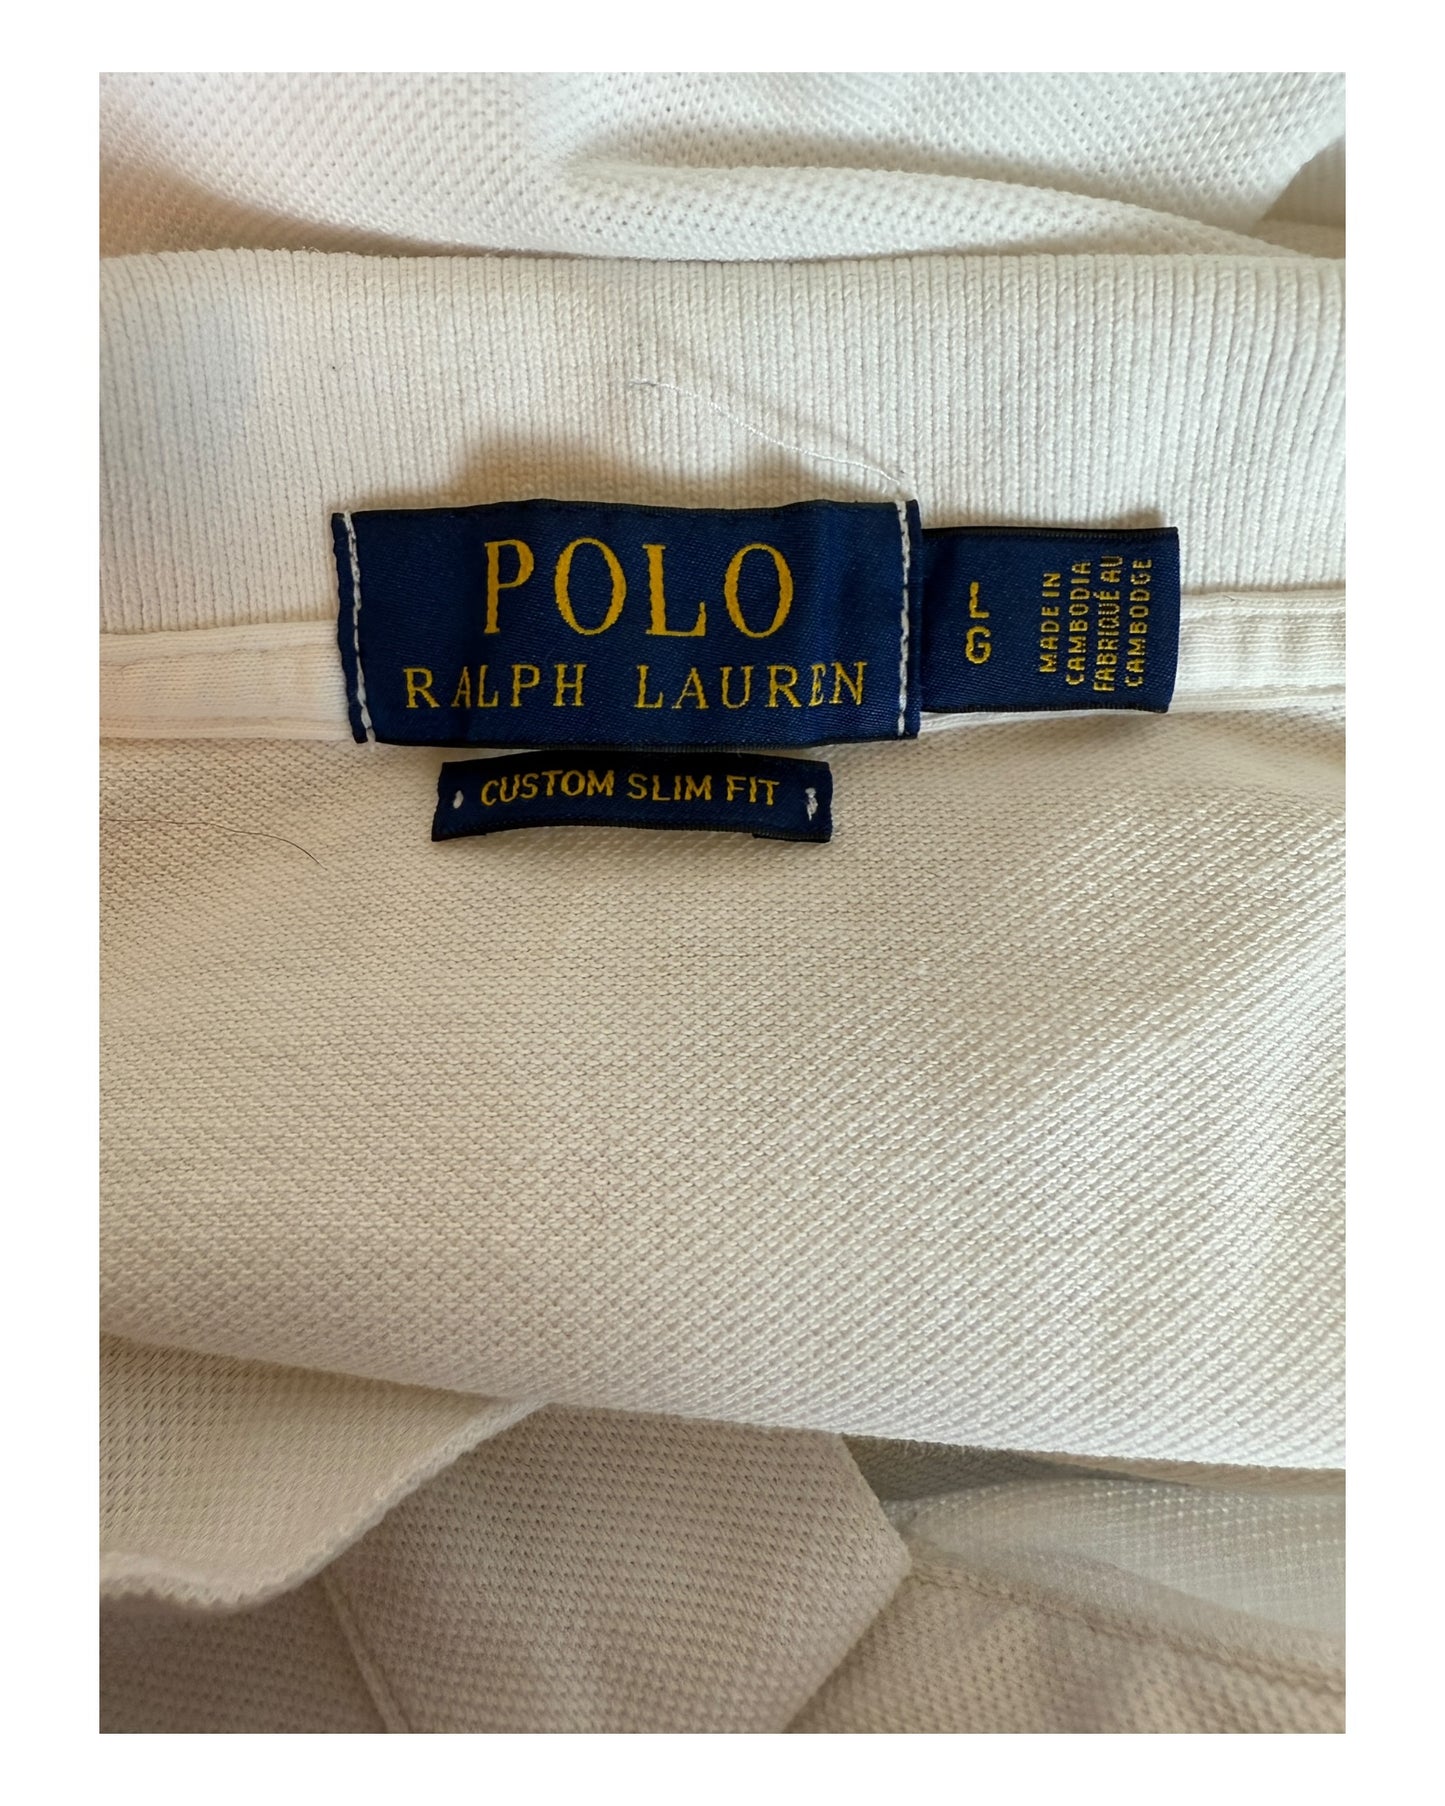 POLO
RALPH LAUREN
CUSTOM SLIM FIT
L
G
MADE IN
CAMBODIA
FABRIQUÉ AU
CAMBODGE